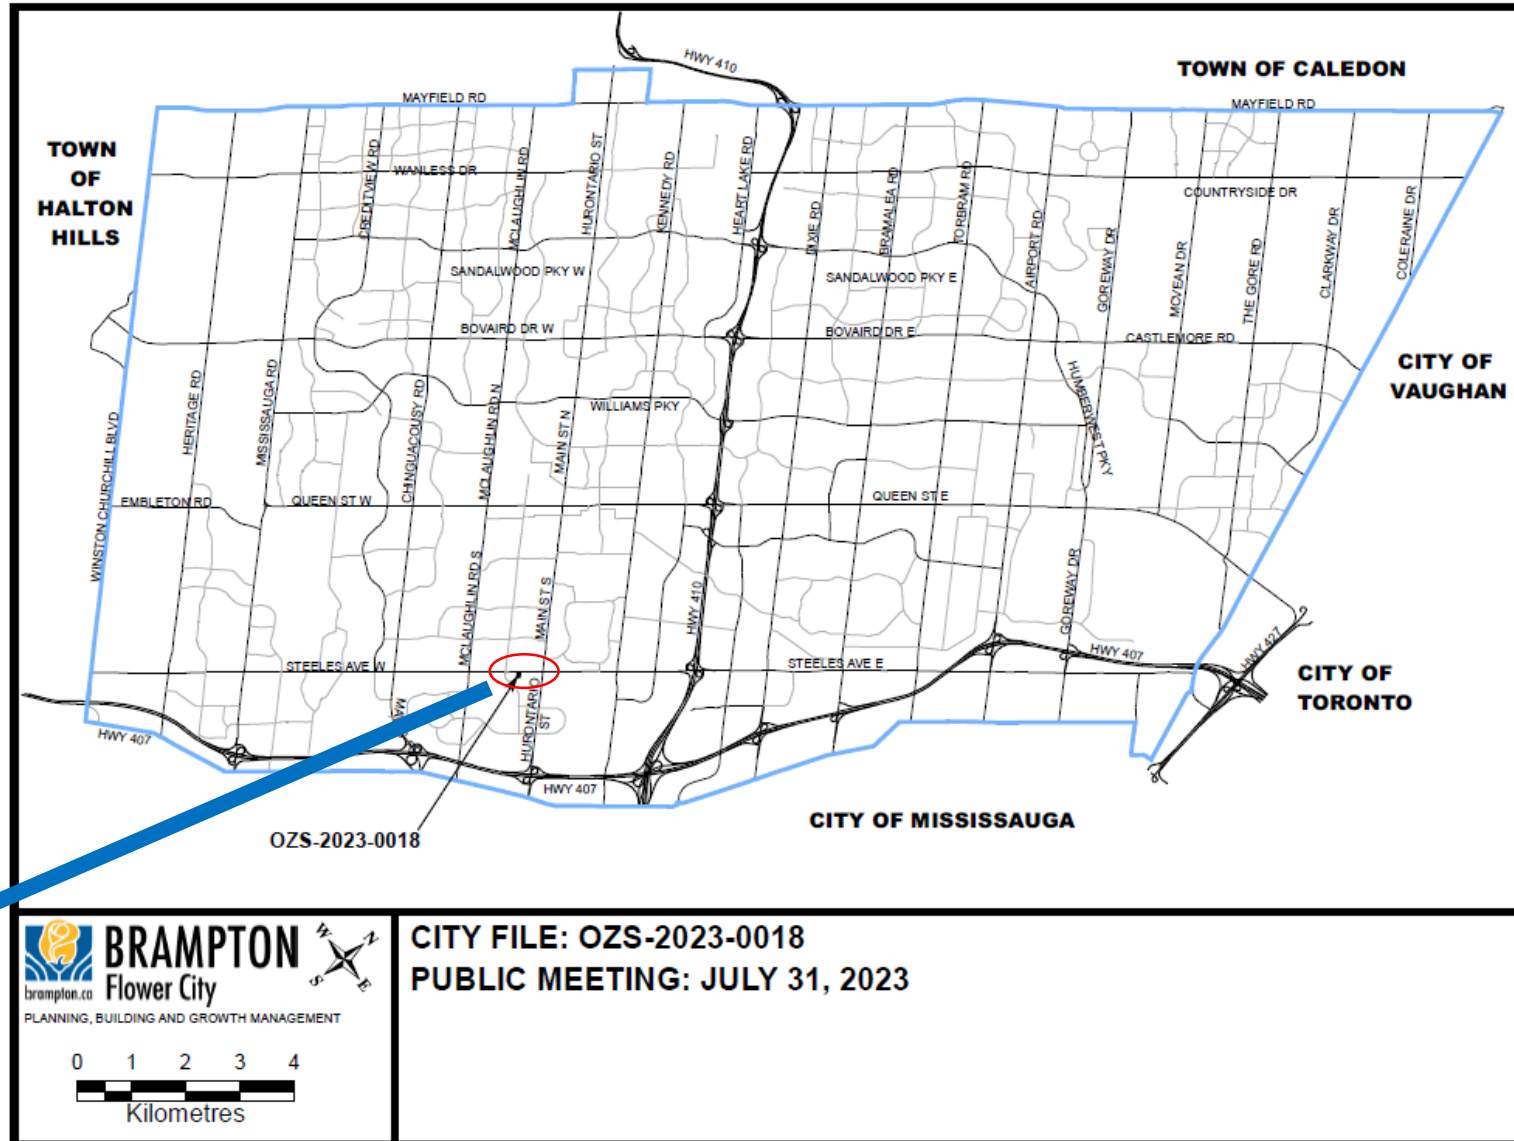 HWY 410
TOWN OF CALEDON
MAYFIELD RD
MAYFIELD RD
TOWN
OF
HALTON
HILLS
CREDITVIEW RD
WANLESS DR
MCLAUGHLIN RD
HURONTARIO ST
KENNEDY RD
HEART LAKE RD
DIXIE RD
BRAMALEA RD
TORBRAM RD
AIRPORT RD
GOREWAY DR
MCVEAN DR
THE GORE RD
COUNTRYSIDE DR
CLARKWAY DR
COLERAINE DR
SANDALWOOD PKY W
SANDALWOOD PKY E
BOVAIRD DR W
BOVAIRD DR E
CASTLEMORE RD
CITY OF
VAUGHAN
WINSTON CHURCHILL BLVD
HERITAGE RD
MISSISSAUGA RD
CHINGUACOUSY RD
MCLAUGHLIN RD N
MAIN ST N
WILLIAMS PKY
HUMBERWEST PKY
EMBLETON RD
QUEEN ST W
QUEEN ST E
MCLAUGHLIN RD S
MAIN ST S
HWY 410
GOREWAY DR
STEELES AVE W
STEELES AVE E
HWY 407
HWY 427
CITY OF
TORONTO
HURONTARIO
ST
HWY 407
HWY 407
CITY OF MISSISSAUGA
OZS-2023-0018
BRAMPTON
brampton.ca Flower City
W N
S E
PLANNING, BUILDING AND GROWTH MANAGEMENT
0 1 2 3 4
Kilometres
CITY FILE: OZS-2023-0018
PUBLIC MEETING: JULY 31, 2023